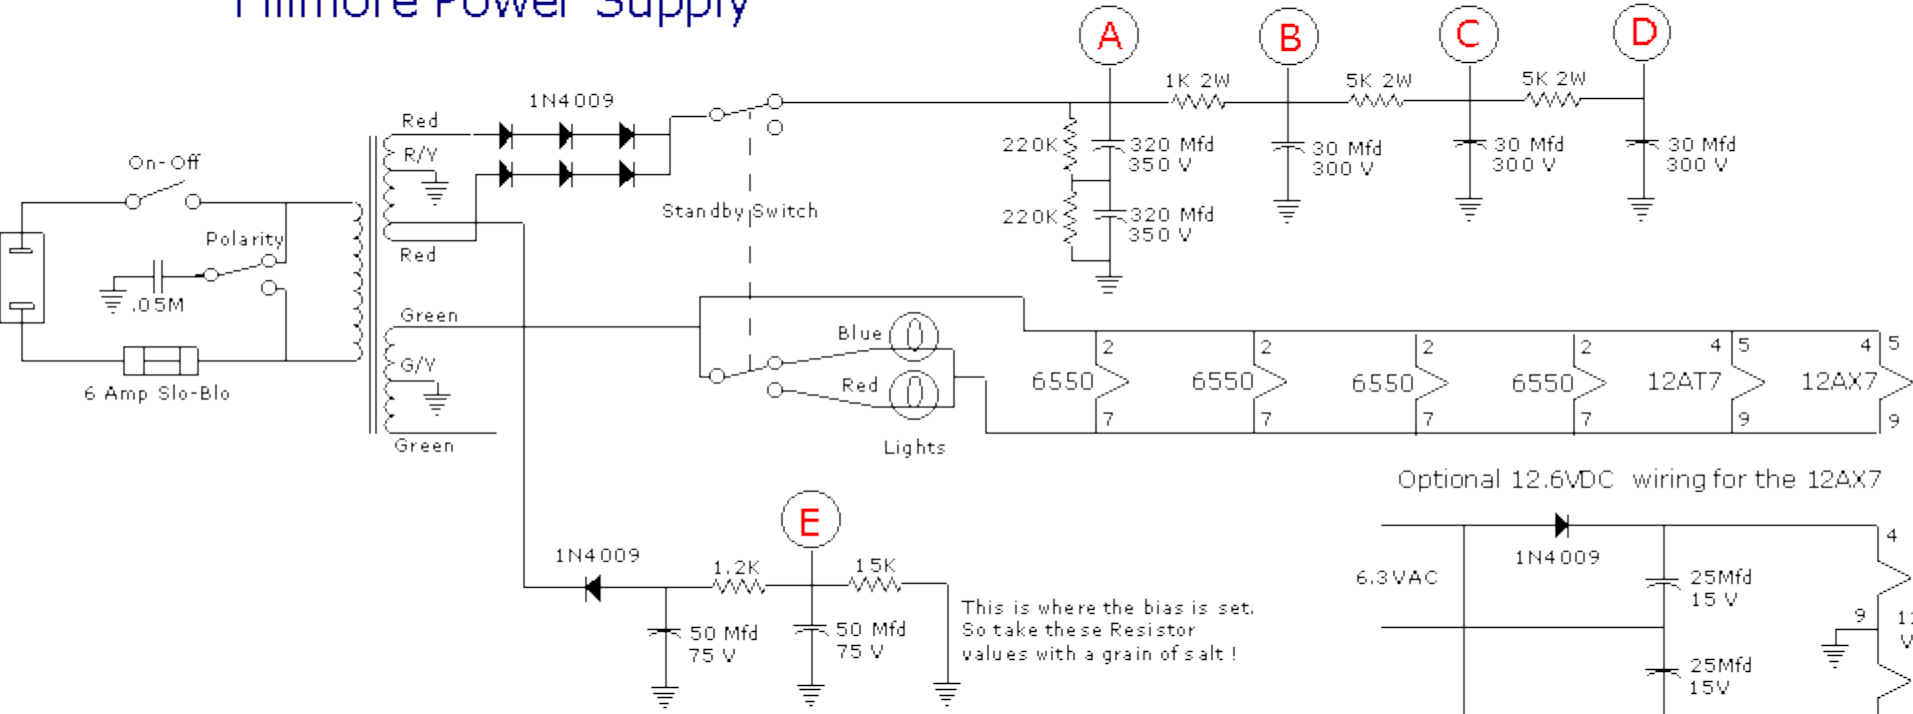 Fillmore Power Supply
A
B
C
D
1N4009
1K 2W
5K 2W
5K 2W
Red
R/Y
On-Off
220K
320 Mfd
350 V
30 Mfd
300 V
30 Mfd
300 V
30 Mfd
300 V
Standby Switch
220K
320 Mfd
350 V
Polarity
Red
.05M
Green
Blue
G/Y
Red
6 Amp Slo-Blo
Green
Lights
2
2
2
2
4 5
4 5
6550
6550
6550
6550
12AT7
12AX7
7
7
7
7
9
9
Optional 12.6VDC wiring for the 12AX7
E
1N4009
1.2K
15K
50 Mfd
75 V
50 Mfd
75 V
This is where the bias is set.
So take these Resistor
values with a grain of salt !
1N4009
4
6.3VAC
25Mfd
15 V
9
25Mfd
15V